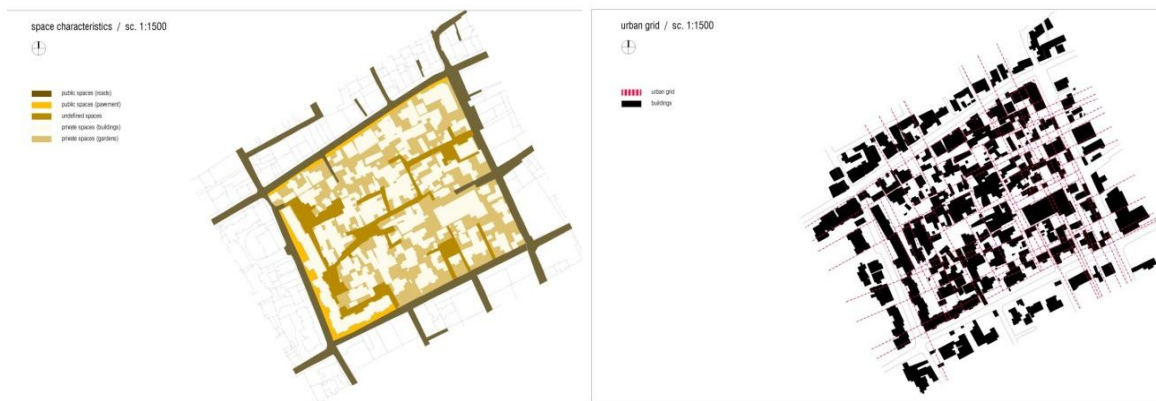 space characteristics / sc. 1:1500
public spaces (roads)
public spaces (pavement)
undefined spaces
private spaces (buildings)
private spaces (gardens)
urban grid / sc. 1:1500
urban grid
buildings